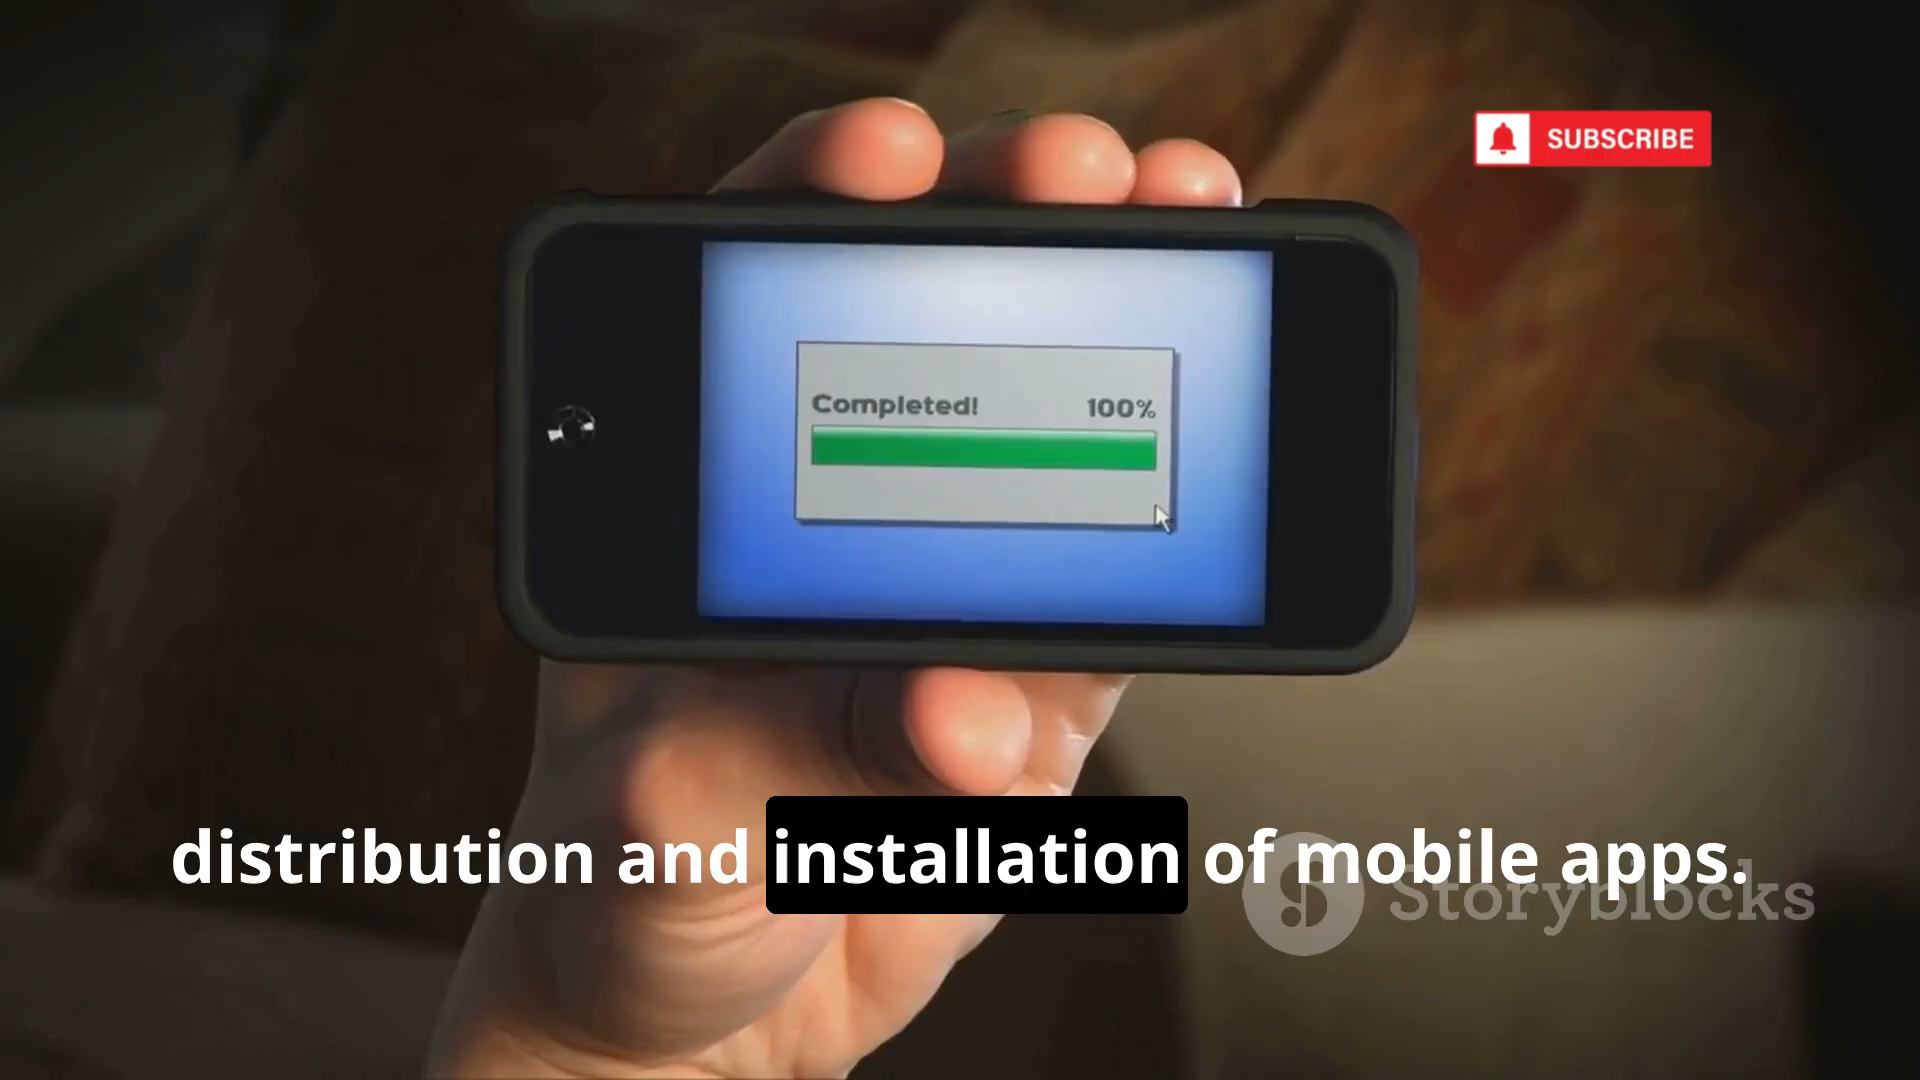 SUBSCRIBE
Completed! 100%
distribution and installation of mobile apps.
Storyblocks